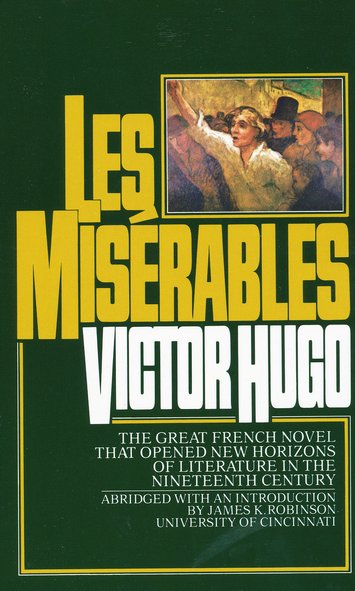 LES
MISÉRABLES
VICTOR HUGO
THE GREAT FRENCH NOVEL
THAT OPENED NEW HORIZONS
OF LITERATURE IN THE
NINETEENTH CENTURY
ABRIDGED WITH AN INTRODUCTION
BY JAMES K. ROBINSON
UNIVERSITY OF CINCINNATI